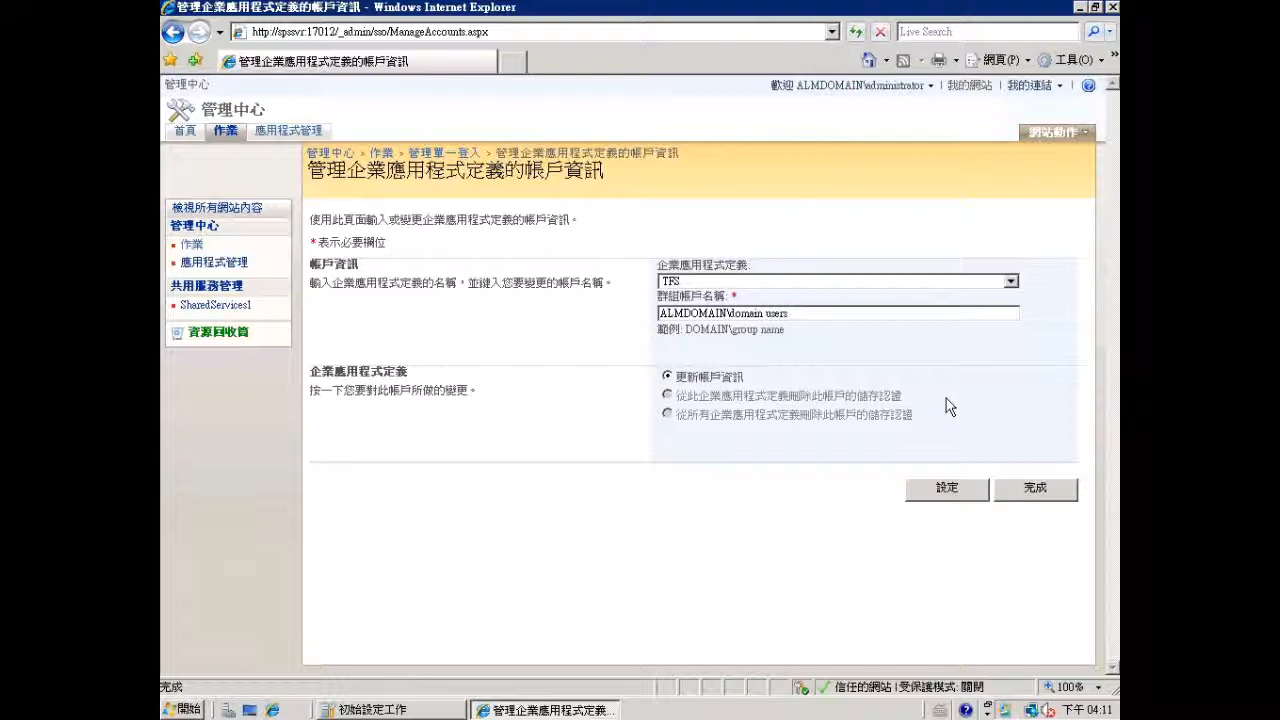 管理企業應用程式定義的帳戶資訊 - Windows Internet Explorer
http://spssvr:17012/_admin/sso/ManageAccounts.aspx
Live Search
管理企業應用程式定義的帳戶資訊
網頁(P)
工具(O)
管理中心
歡迎 ALMDOMAIN\administrator
我的網站
我的連結
管理中心
首頁
作業
應用程式管理
網站動作
管理中心 > 作業 > 管理單一登入 > 管理企業應用程式定義的帳戶資訊
管理企業應用程式定義的帳戶資訊
檢視所有網站內容
管理中心
作業
應用程式管理
共用服務管理
SharedServices1
資源回收筒
使用此頁面輸入或變更企業應用程式定義的帳戶資訊。
*表示必要欄位
帳戶資訊
輸入企業應用程式定義的名稱，並鍵入您要變更的帳戶名稱。
企業應用程式定義:
TFS
群組帳戶名稱: *
ALMDOMAIN\domain users
範例: DOMAIN\group name
企業應用程式定義
按一下您要對此帳戶所做的變更。
更新帳戶資訊
從此企業應用程式定義刪除此帳戶的儲存認證
從所有企業應用程式定義刪除此帳戶的儲存認證
設定
完成
完成
信任的網站 | 受保護模式: 關閉
100%
開始
初始設定工作
管理企業應用程式定義...
下午 04:11